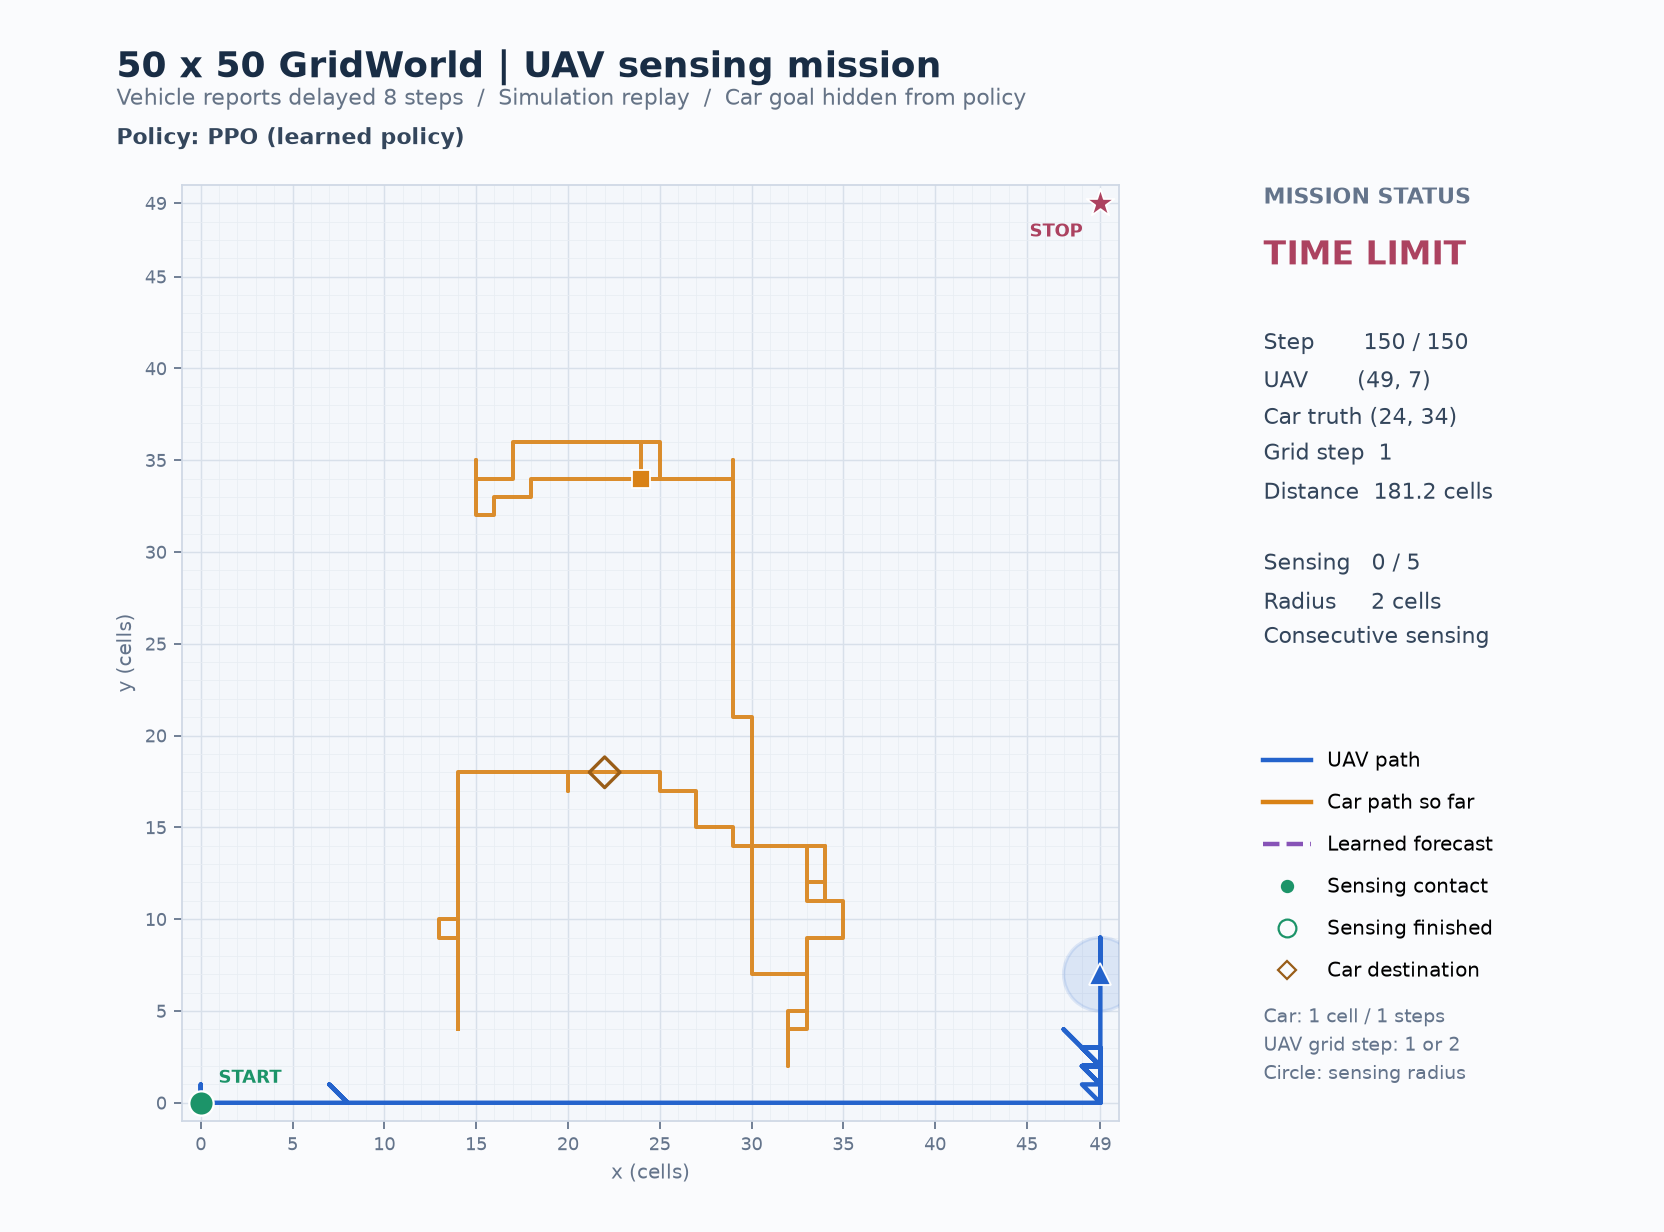 50 x 50 GridWorld | UAV sensing mission
Vehicle reports delayed 8 steps / Simulation replay / Car goal hidden from policy
Policy: PPO (learned policy)
MISSION STATUS
TIME LIMIT
Step 150 / 150
UAV (49, 7)
Car truth (24, 34)
Grid step 1
Distance 181.2 cells
Sensing 0 / 5
Radius 2 cells
Consecutive sensing
UAV path
Car path so far
Learned forecast
Sensing contact
Sensing finished
Car destination
Car: 1 cell / 1 steps
UAV grid step: 1 or 2
Circle: sensing radius
STOP
START
y (cells)
49
45
40
35
30
25
20
15
10
5
0
0 5 10 15 20 25 30 35 40 45 49
x (cells)